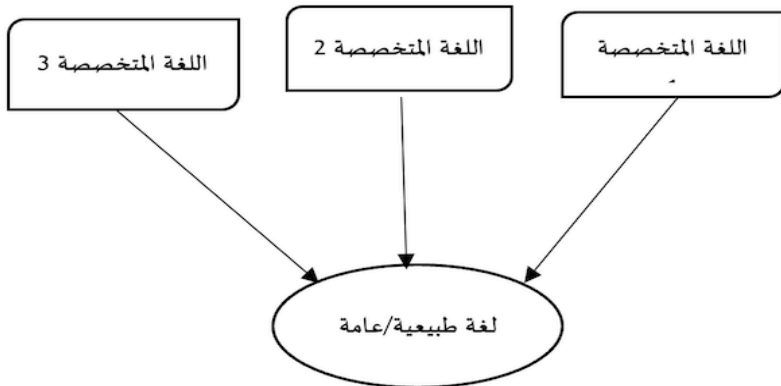 اللغة المتخصصة
اللغة المتخصصة 2
اللغة المتخصصة 3
لغة طبيعية/عامة